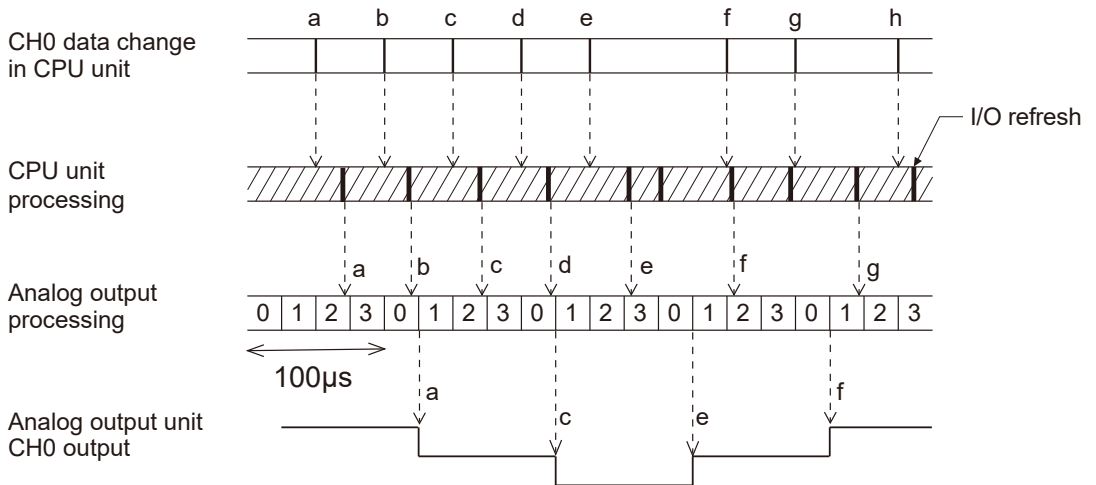 a b c d e f g h
CH0 data change
in CPU unit
I/O refresh
CPU unit
processing
a b c d e f g
Analog output
processing
0 1 2 3 0 1 2 3 0 1 2 3 0 1 2 3 0 1 2 3
100µs
a c e f
Analog output unit
CH0 output